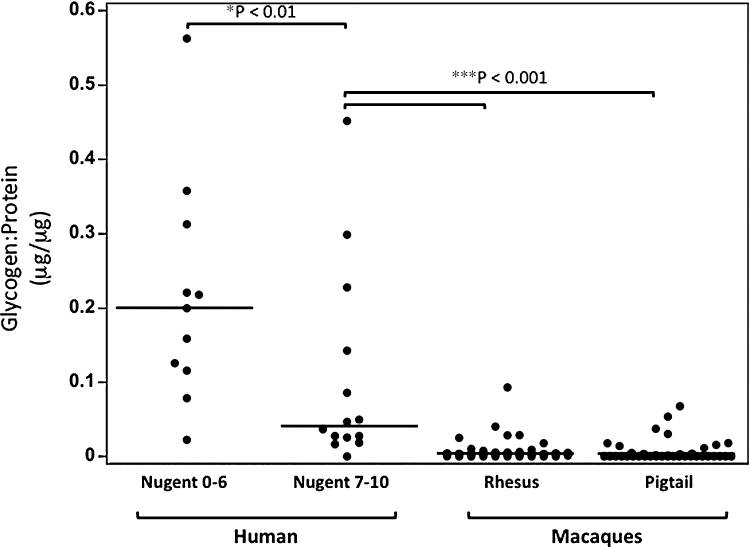 *P < 0.01
***P < 0.001
Glycogen:Protein
(µg/µg)
0.6
0.5
0.4
0.3
0.2
0.1
0
Nugent 0-6
Nugent 7-10
Rhesus
Pigtail
Human
Macaques